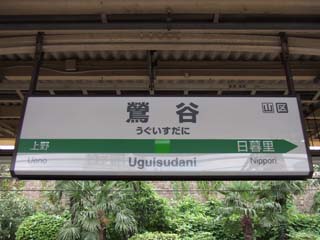 鶯谷
山 区
うぐいすだに
上野
日暮里
Ueno
Uguisudani
Nippori